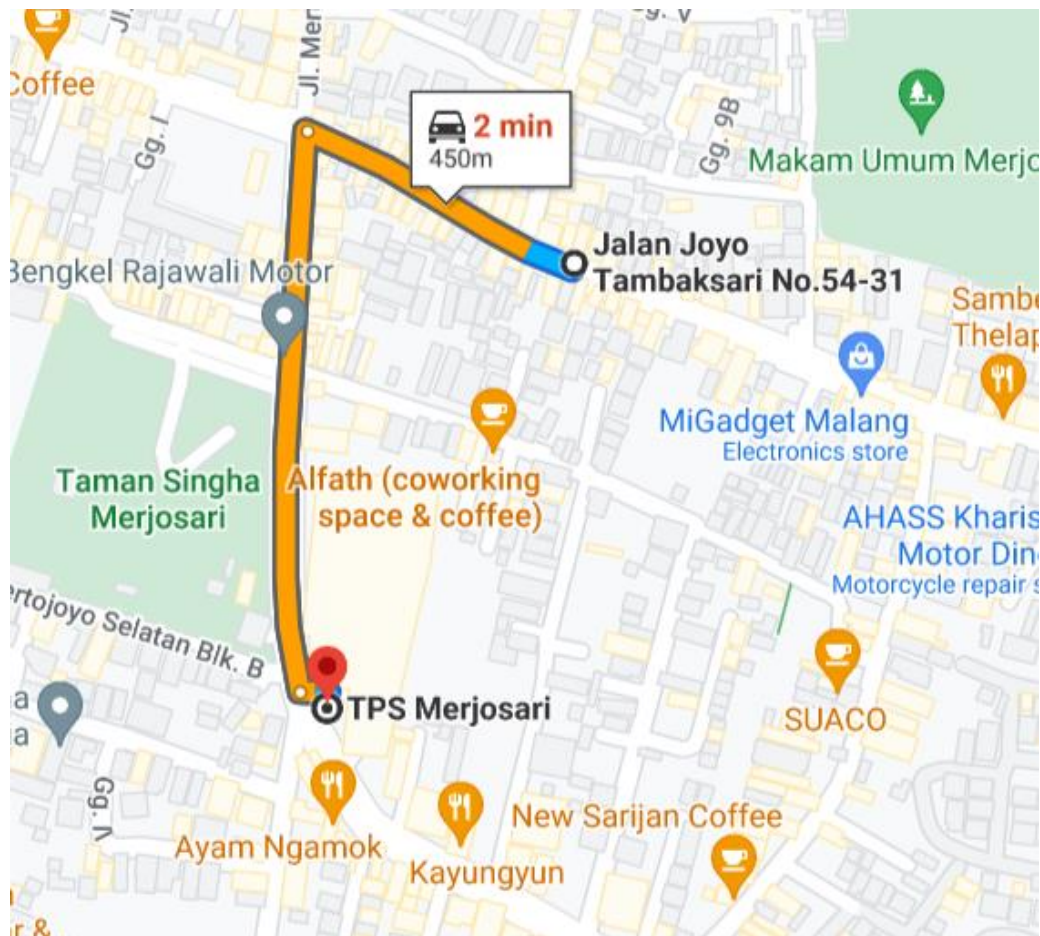 Coffee
Jl. Mer
Gg. V
Gg. I
2 min
450m
Gg. 9B
Makam Umum Merjo
Jalan Joyo
Tambaksari No.54-31
Bengkel Rajawali Motor
Sambe
Thelap
MiGadget Malang
Electronics store
Taman Singha
Merjosari
Alfath (coworking
space & coffee)
AHASS Kharis
Motor Din
Motorcycle repair s
ertojoyo Selatan Blk. B
TPS Merjosari
a
a
SUACO
Gg. N
Ayam Ngamok
Kayungyun
New Sarijan Coffee
r &